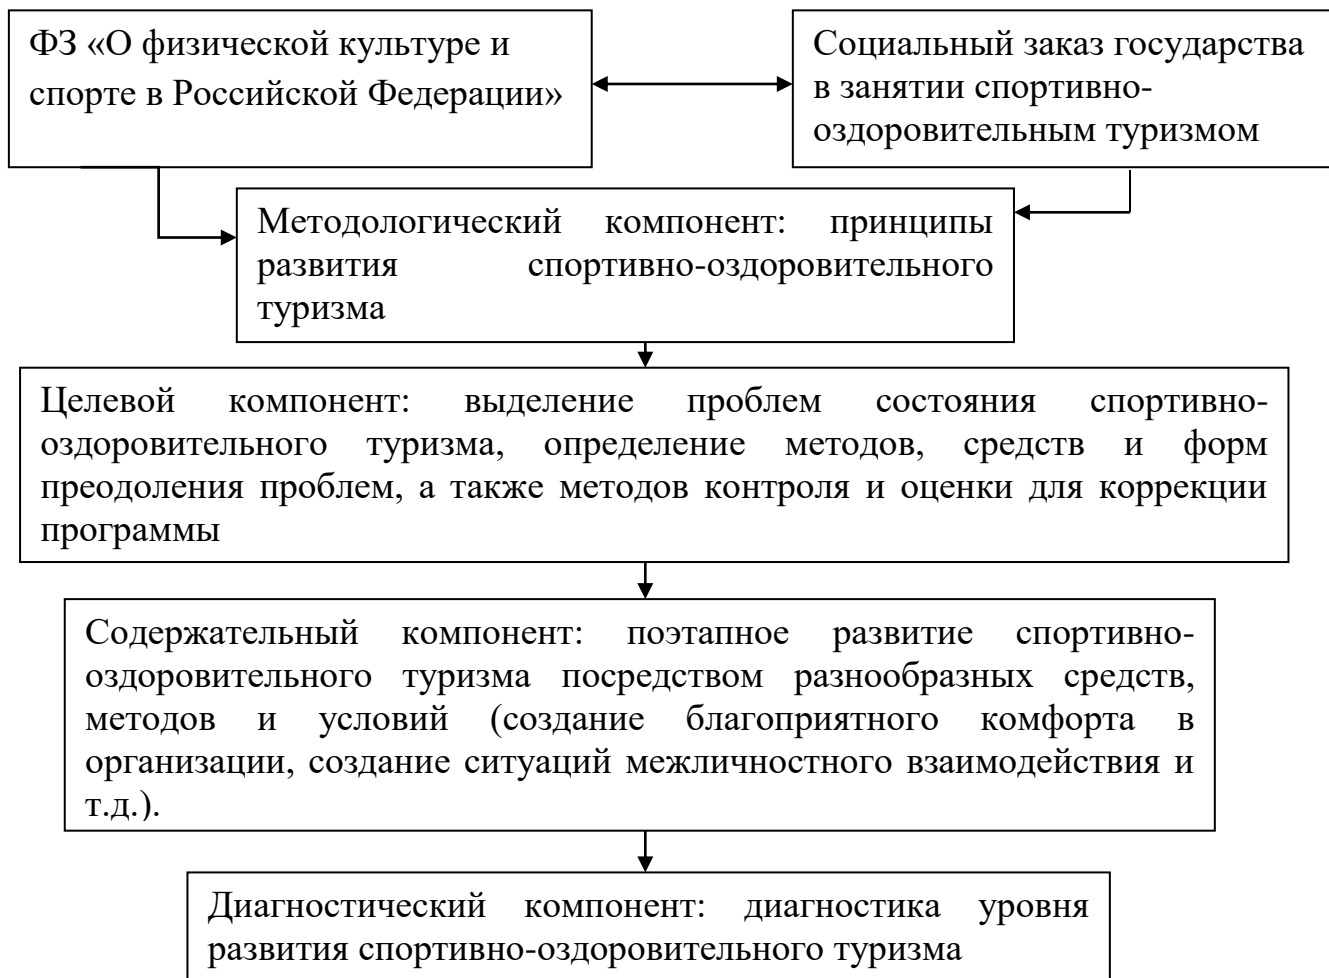 ФЗ «О физической культуре и
спорте в Российской Федерации»
Социальный заказ государства
в занятии спортивно-
оздоровительным туризмом
Методологический компонент: принципы
развития спортивно-оздоровительного
туризма
Целевой компонент: выделение проблем состояния спортивно-
оздоровительного туризма, определение методов, средств и форм
преодоления проблем, а также методов контроля и оценки для коррекции
программы
Содержательный компонент: поэтапное развитие спортивно-
оздоровительного туризма посредством разнообразных средств,
методов и условий (создание благоприятного комфорта в
организации, создание ситуаций межличностного взаимодействия и
т.д.).
Диагностический компонент: диагностика уровня
развития спортивно-оздоровительного туризма